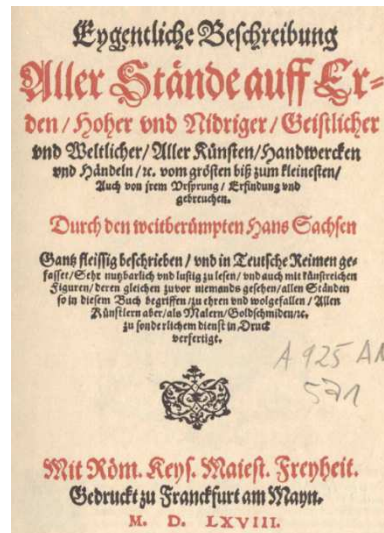 Eygentliche Beschreibung
Aller Stände auff Er-
den / Hoher vnd Nidriger / Geistlicher
vnd Weltlicher / Aller Künsten / Handwercken
vnd Händeln / ꝛc. vom grösten biß zum kleinesten /
Auch von jrem Vrsprung / Erfindung vnd
gebreuchen.
Durch den weitberümpten Hans Sachsen
Gantz fleissig beschrieben / vnd in Teutsche Reimen ge-
fasset / Sehr nutzbarlich vnd lustig zu lesen / vnd auch mit künstreichen
Figuren / deren gleichen zuvor niemands gesehen / allen Ständen
so in diesem Buch begriffen / zu ehren vnd wolgefallen / Allen
Künstlern aber / als Malern / Goldschmiden / ꝛc.
zu sonderlichem dienst in Druck
verfertigt.
A 925 AM
571
Mit Röm. Keys. Maiest. Freyheit.
Gedruckt zu Franckfurt am Mayn.
M. D. LXVIII.